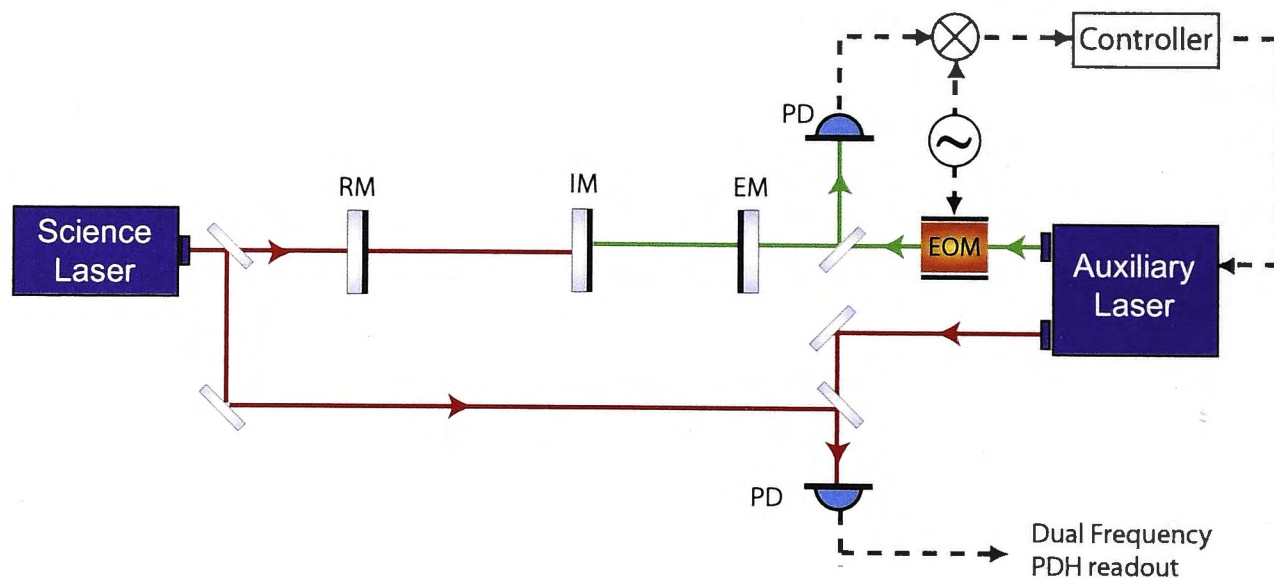 Controller
PD
RM
IM
EM
Science
Laser
EOM
Auxiliary
Laser
PD
Dual Frequency
PDH readout